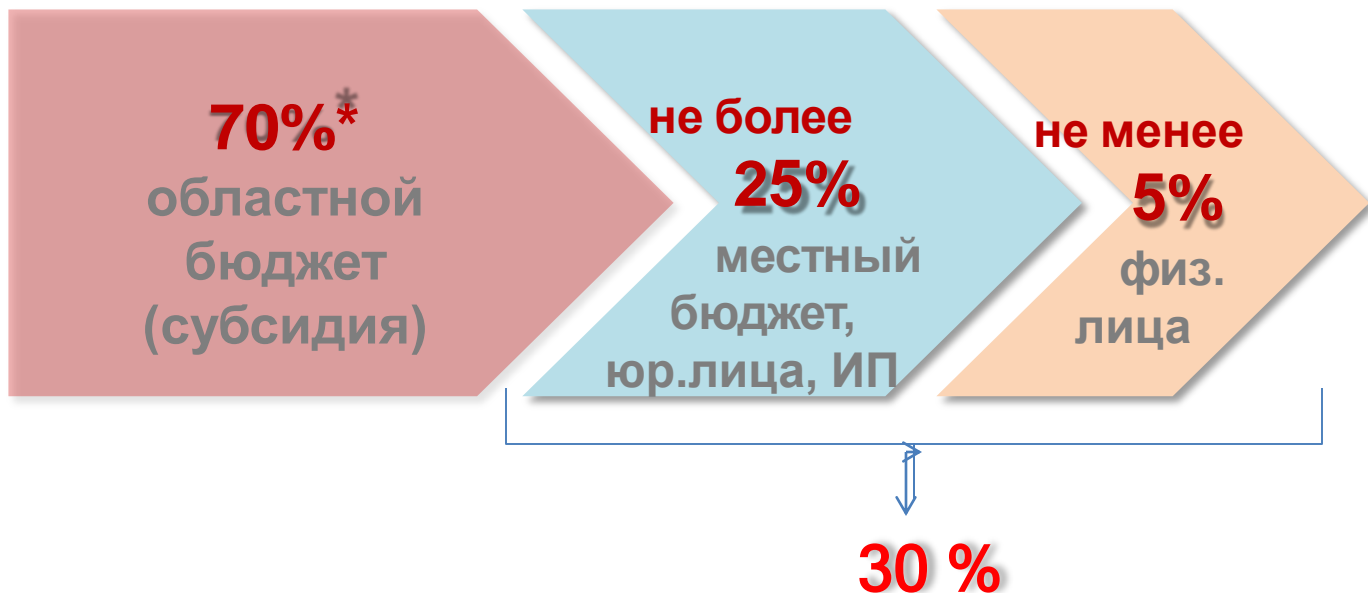 70%*
областной
бюджет
(субсидия)
не более
25%
местный
бюджет,
юр.лица, ИП
не менее
5%
физ.
лица
30 %